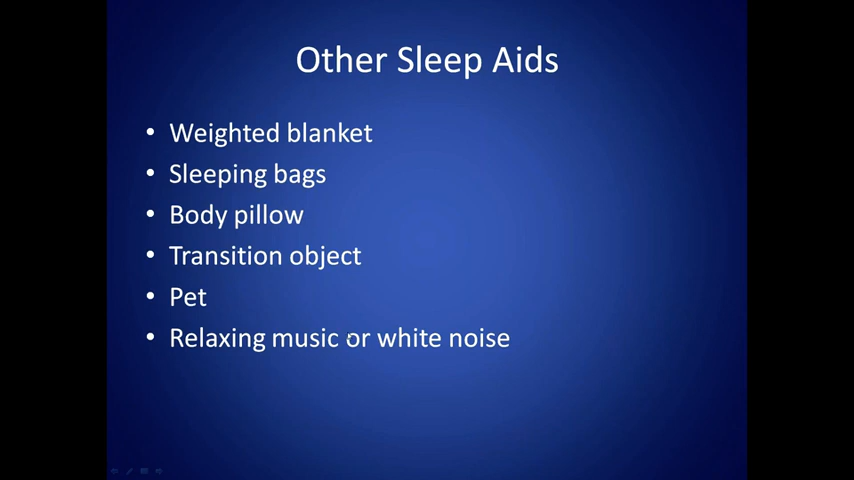 Other Sleep Aids
• Weighted blanket
• Sleeping bags
• Body pillow
• Transition object
• Pet
• Relaxing music or white noise